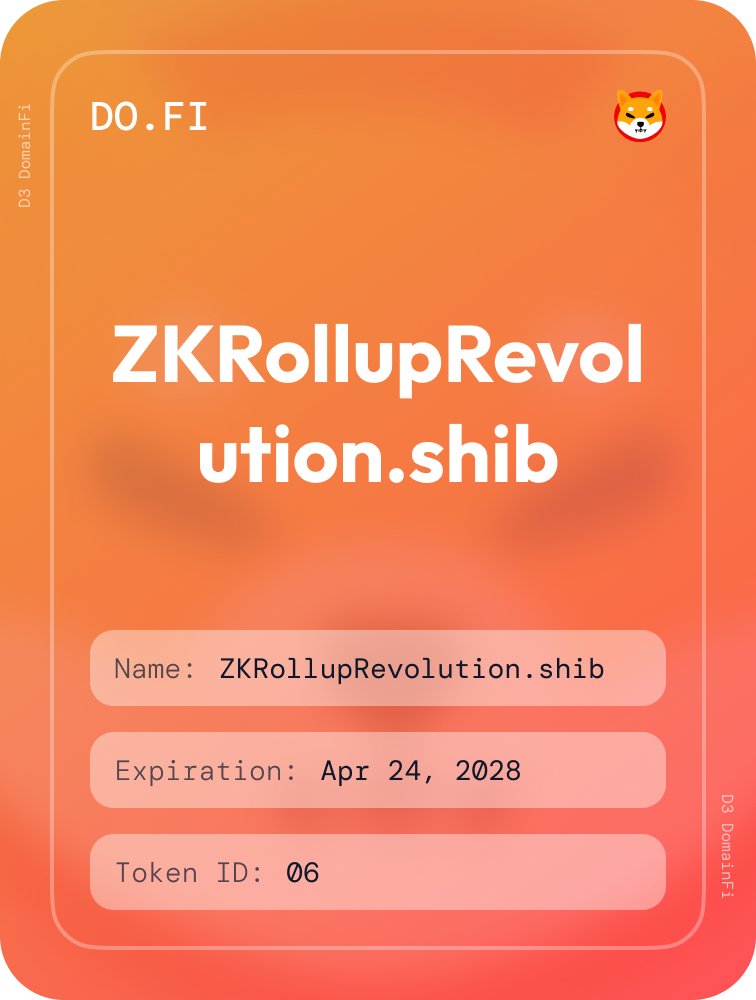 DO.FI
D3 DomainFi
ZKRollupRevol
ution.shib
Name: ZKRollupRevolution.shib
Expiration: Apr 24, 2028
Token ID: 06
D3 DomainFi